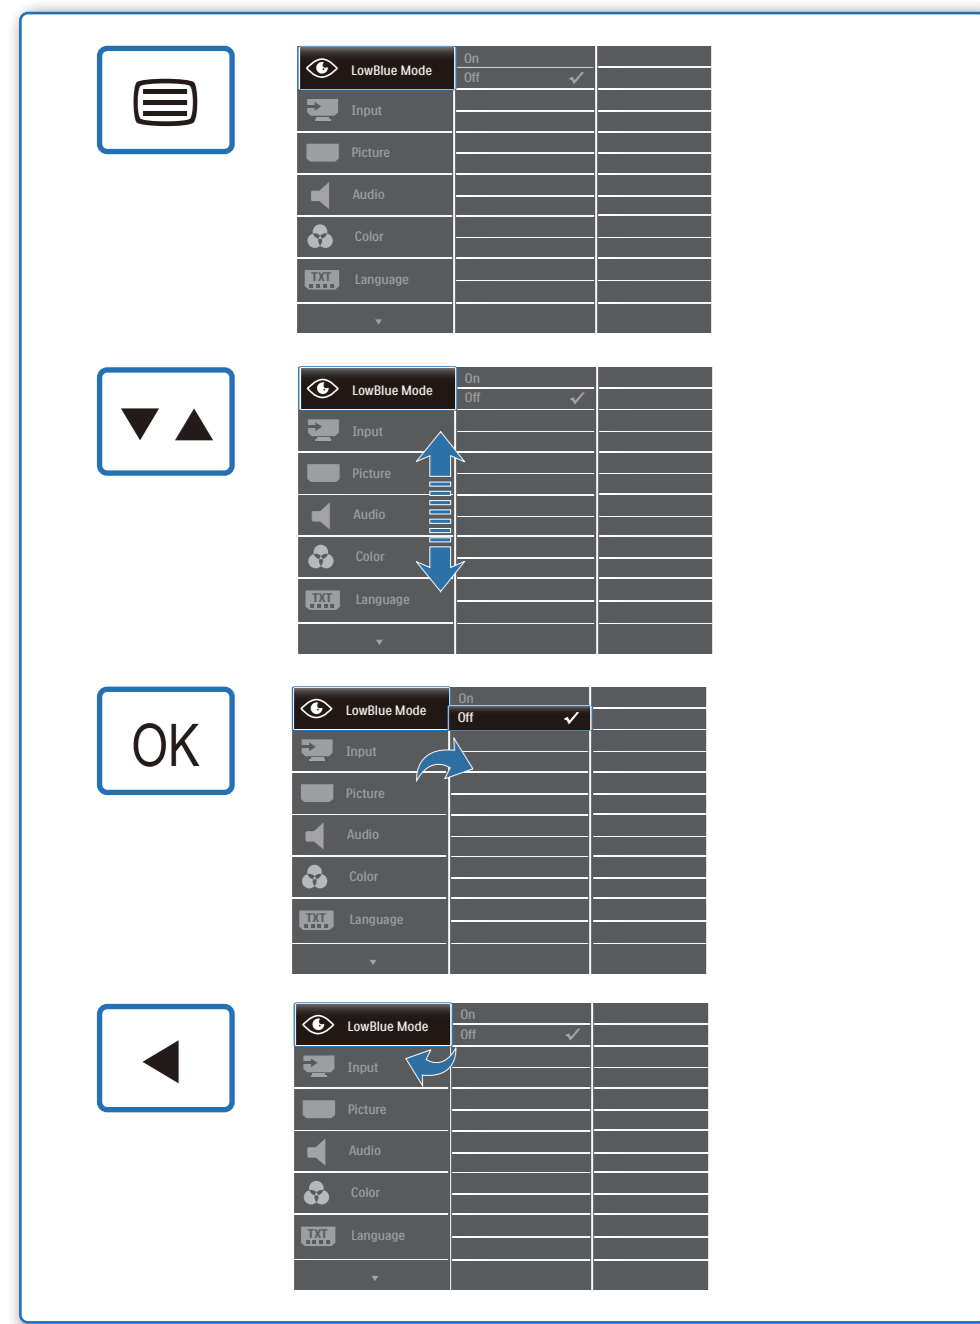 LowBlue Mode
On
Off
Input
Picture
Audio
Color
TXT
Language
LowBlue Mode
On
Off
Input
Picture
Audio
Color
TXT
Language
OK
LowBlue Mode
On
Off
Input
Picture
Audio
Color
TXT
Language
LowBlue Mode
On
Off
Input
Picture
Audio
Color
TXT
Language